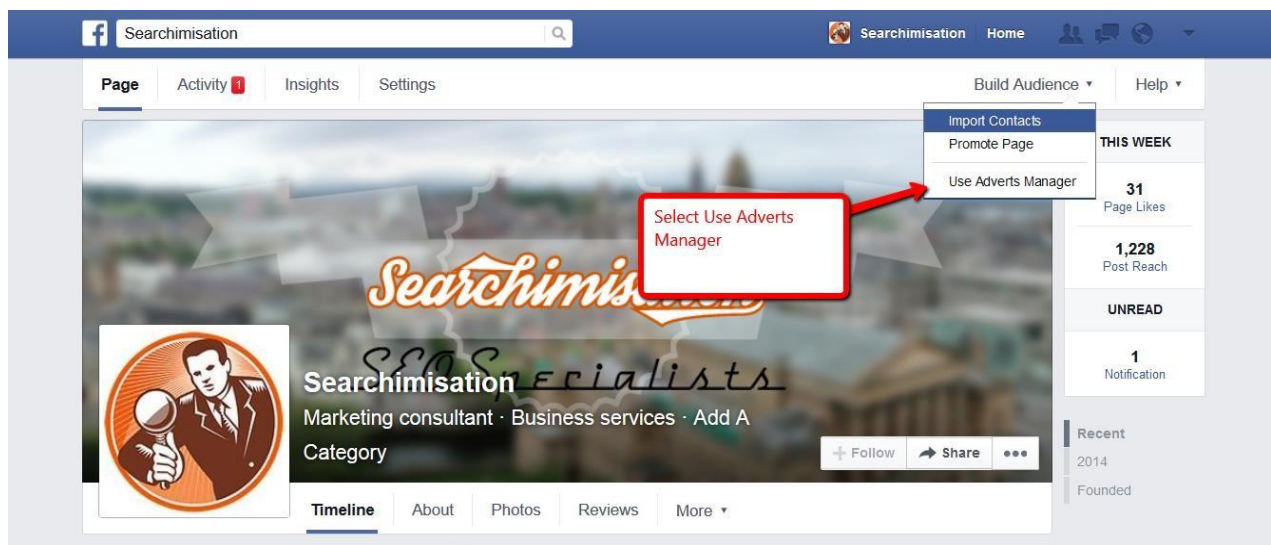 Searchimisation
Searchimisation Home
Page Activity 1 Insights Settings Build Audience Help
Import Contacts
Promote Page
Use Adverts Manager
THIS WEEK
31
Page Likes
1,228
Post Reach
UNREAD
1
Notification
Select Use Adverts
Manager
SEO Specialists
Searchimisation
Marketing consultant · Business services · Add A
Category
Follow Share
Recent
2014
Founded
Timeline About Photos Reviews More